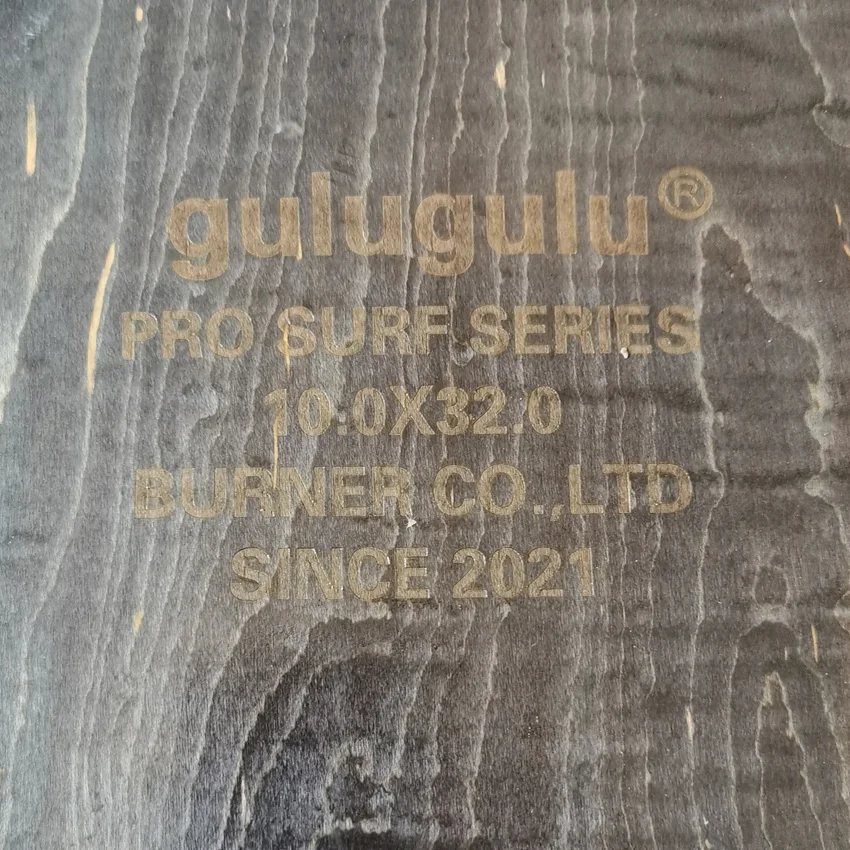 gulugulu®
PRO SURF SERIES
10.0X32.0
BURNER CO.,LTD
SINCE 2021